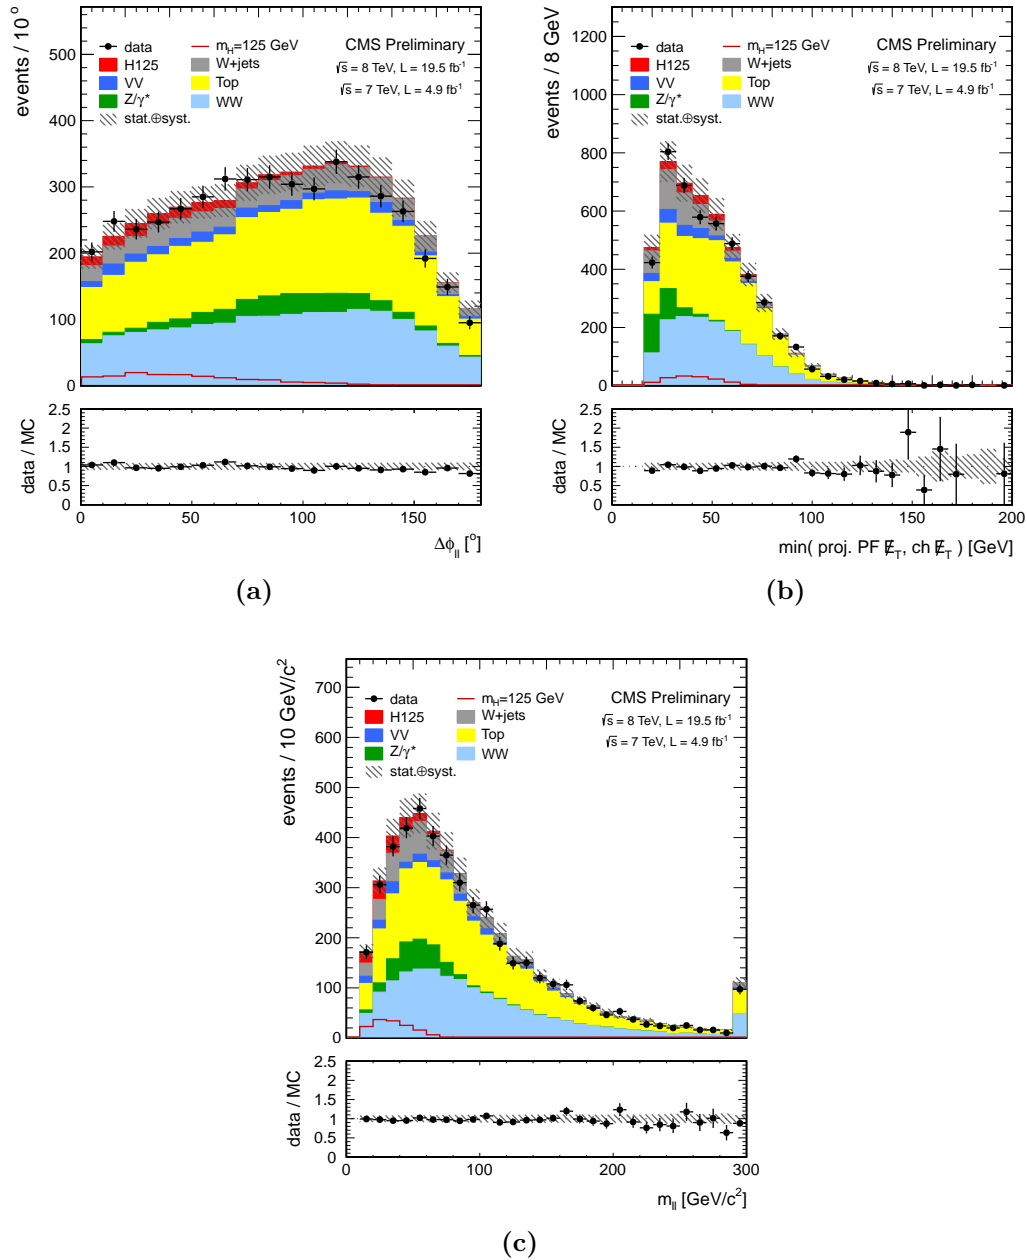 events / 10 °
500
400
300
200
100
0
data
H125
VV
Z/γ*
stat.⊕syst.
m_H=125 GeV
W+jets
Top
WW
CMS Preliminary
√s = 8 TeV, L = 19.5 fb⁻¹
√s = 7 TeV, L = 4.9 fb⁻¹
data / MC
2.5
2
1.5
1
0.5
0
0 50 100 150
Δϕ_ll [°]
(a)
events / 8 GeV
1200
1000
800
600
400
200
0
data
H125
VV
Z/γ*
stat.⊕syst.
m_H=125 GeV
W+jets
Top
WW
CMS Preliminary
√s = 8 TeV, L = 19.5 fb⁻¹
√s = 7 TeV, L = 4.9 fb⁻¹
data / MC
2.5
2
1.5
1
0.5
0
0 50 100 150 200
min( proj. PF E̸_T, ch E̸_T ) [GeV]
(b)
events / 10 GeV/c²
700
600
500
400
300
200
100
0
data
H125
VV
Z/γ*
stat.⊕syst.
m_H=125 GeV
W+jets
Top
WW
CMS Preliminary
√s = 8 TeV, L = 19.5 fb⁻¹
√s = 7 TeV, L = 4.9 fb⁻¹
data / MC
2.5
2
1.5
1
0.5
0
0 100 200 300
m_ll [GeV/c²]
(c)